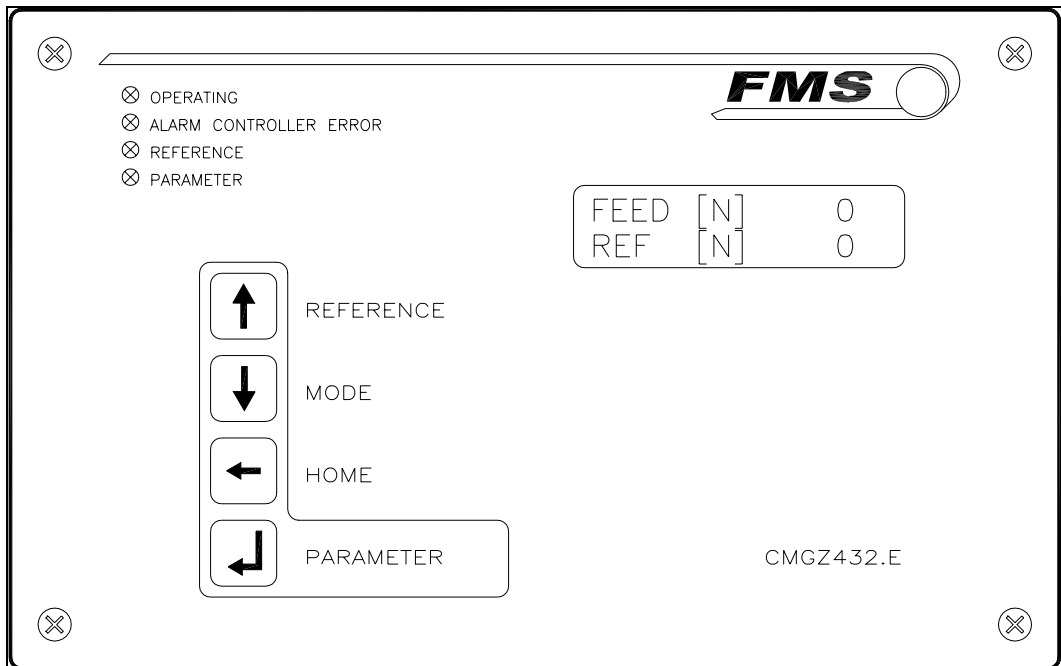 FMS
OPERATING
ALARM CONTROLLER ERROR
REFERENCE
PARAMETER
FEED [N] 0
REF [N] 0
REFERENCE
MODE
HOME
PARAMETER
CMGZ432.E